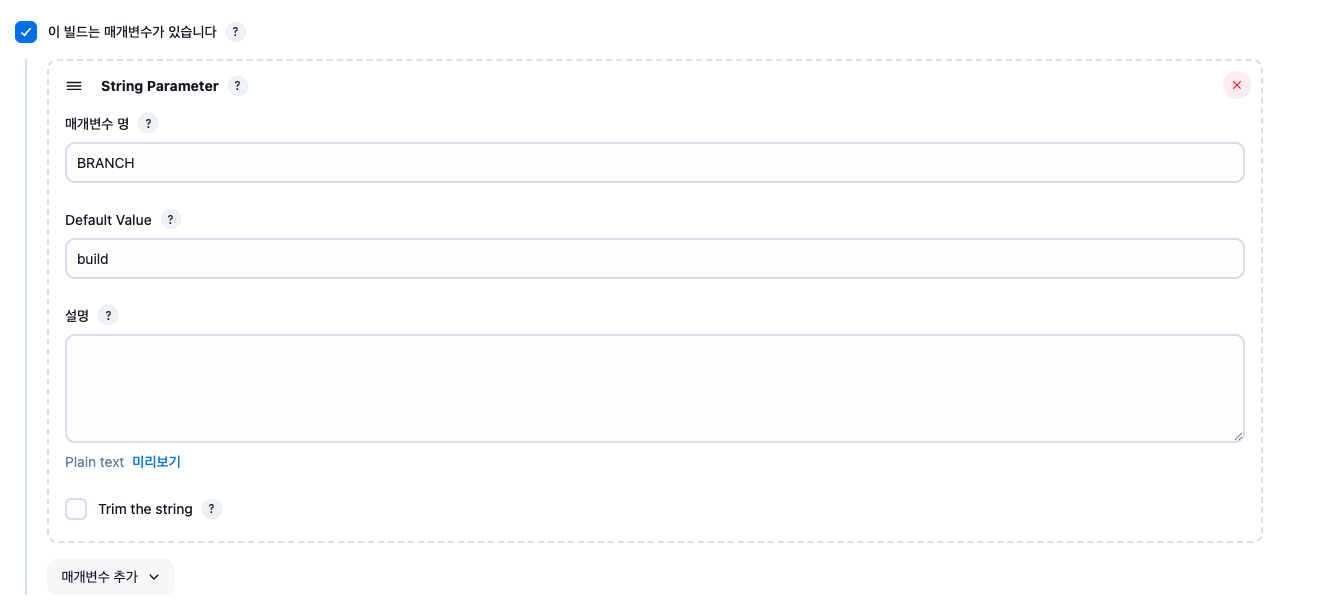 이 빌드는 매개변수가 있습니다 ?
String Parameter ?
매개변수 명 ?
BRANCH
Default Value ?
build
설명 ?
Plain text 미리보기
Trim the string ?
매개변수 추가